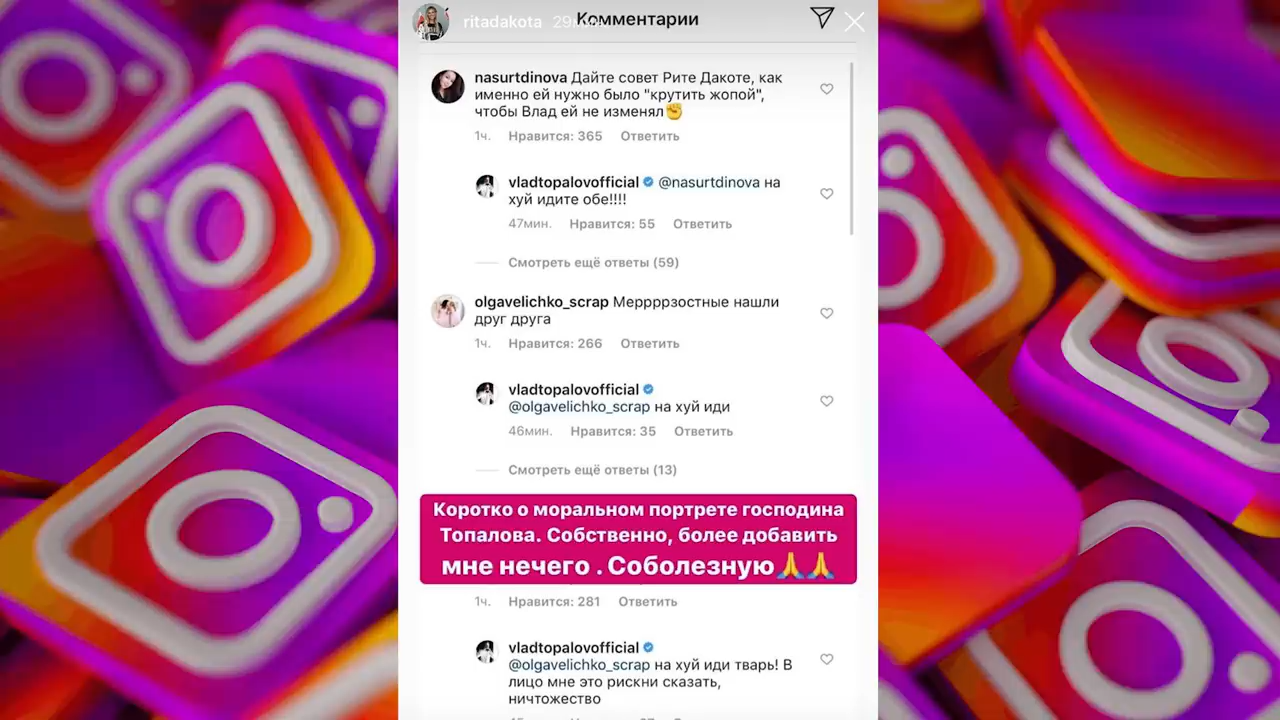 ritadakota 29
Комментарии
nasurtdinova Дайте совет Рите Дакоте, как
именно ей нужно было "крутить жопой",
чтобы Влад ей не изменял✊
1ч. Нравится: 365 Ответить
vladtopalovofficial @nasurtdinova на
хуй идите обе!!!!
47мин. Нравится: 55 Ответить
Смотреть ещё ответы (59)
olgavelichko_scrap Меррррзостные нашли
друг друга
1ч. Нравится: 266 Ответить
vladtopalovofficial
@olgavelichko_scrap на хуй иди
46мин. Нравится: 35 Ответить
Смотреть ещё ответы (13)
Коротко о моральном портрете господина
Топалова. Собственно, более добавить
мне нечего . Соболезную🙏🙏
1ч. Нравится: 281 Ответить
vladtopalovofficial
@olgavelichko_scrap на хуй иди тварь! В
лицо мне это рискни сказать,
ничтожество